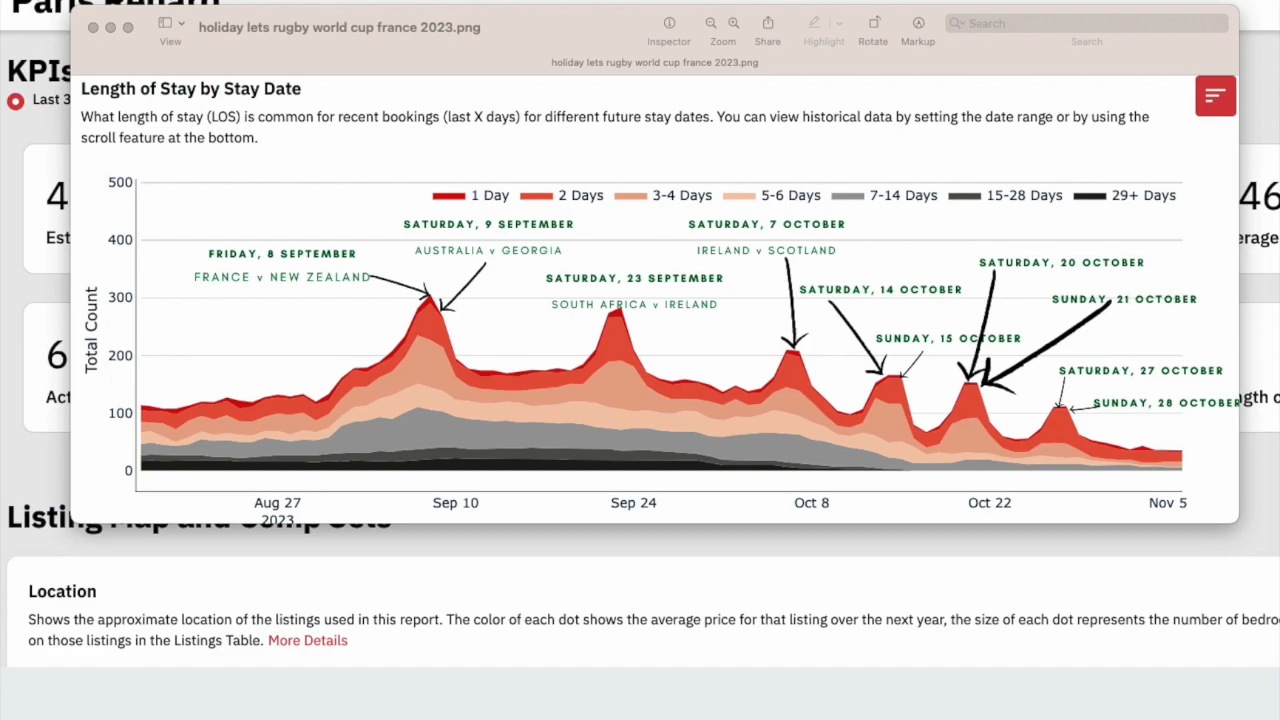 Paris Regard
holiday lets rugby world cup france 2023.png
View
Inspector
Zoom
Share
Highlight
Rotate
Markup
Search
Search
holiday lets rugby world cup france 2023.png
KPIs
Last 3
4
Est
6
Act
46
erage
gth o
Length of Stay by Stay Date
What length of stay (LOS) is common for recent bookings (last X days) for different future stay dates. You can view historical data by setting the date range or by using the
scroll feature at the bottom.
1 Day 2 Days 3-4 Days 5-6 Days 7-14 Days 15-28 Days 29+ Days
Total Count
500
400
300
200
100
0
FRIDAY, 8 SEPTEMBER
FRANCE v NEW ZEALAND
SATURDAY, 9 SEPTEMBER
AUSTRALIA v GEORGIA
SATURDAY, 23 SEPTEMBER
SOUTH AFRICA v IRELAND
SATURDAY, 7 OCTOBER
IRELAND v SCOTLAND
SATURDAY, 14 OCTOBER
SUNDAY, 15 OCTOBER
SATURDAY, 20 OCTOBER
SUNDAY, 21 OCTOBER
SATURDAY, 27 OCTOBER
SUNDAY, 28 OCTOBER
Aug 27 Sep 10 Sep 24 Oct 8 Oct 22 Nov 5
2023
Listing Map and Comp Sets
Location
Shows the approximate location of the listings used in this report. The color of each dot shows the average price for that listing over the next year, the size of each dot represents the number of bedro
on those listings in the Listings Table. More Details